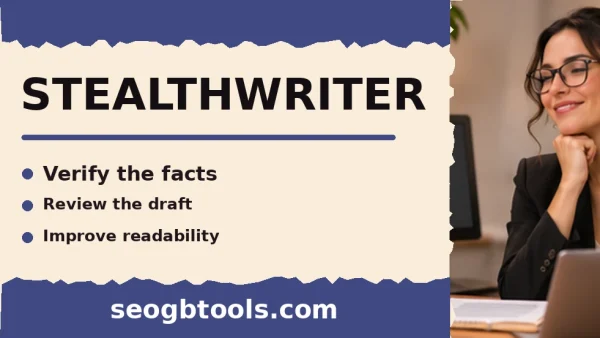 STEALTHWRITER
Verify the facts
Review the draft
Improve readability
seogbtools.com